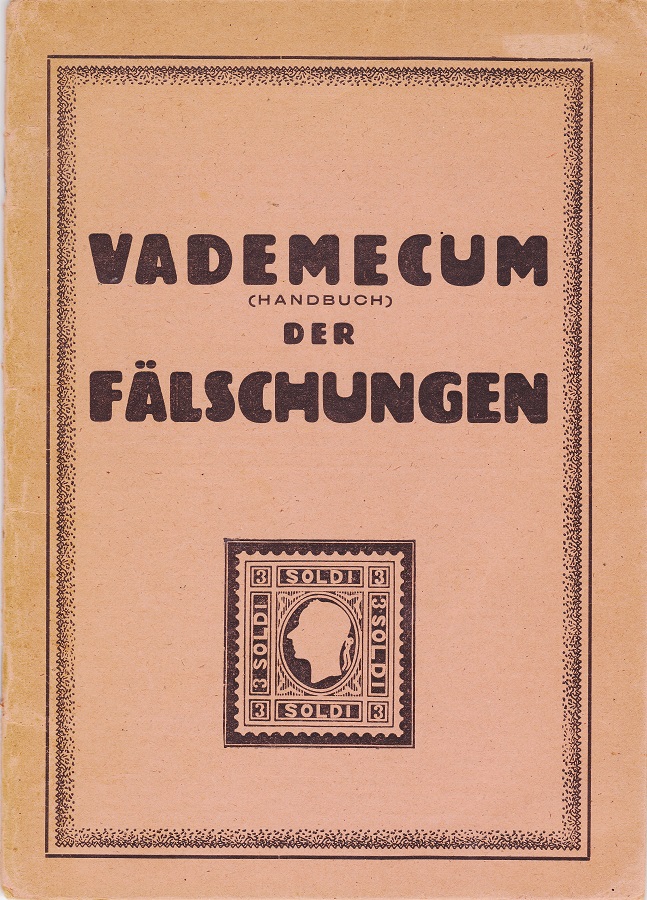 VADEMECUM
(HANDBUCH)
DER
FÄLSCHUNGEN
3 SOLDI 3
3 SOLDI
3 SOLDI
3 SOLDI 3